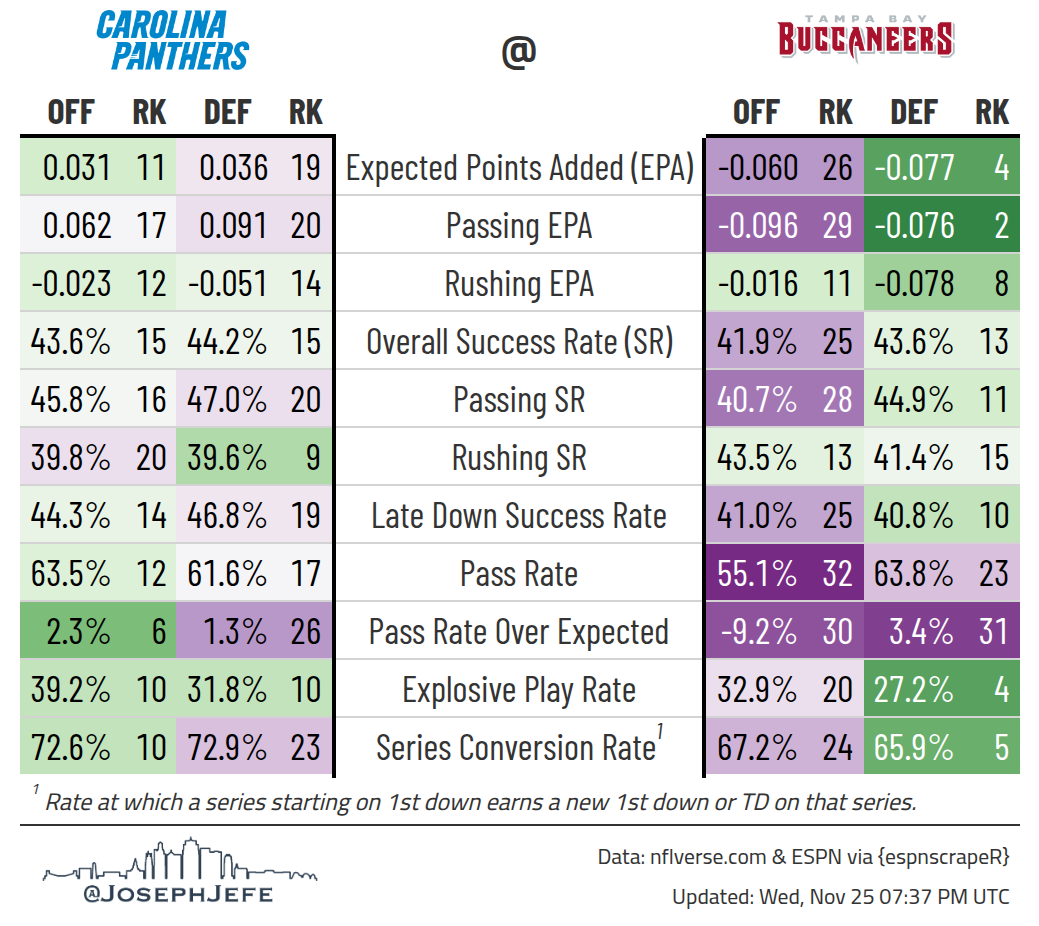 CAROLINA
PANTHERS
@
TAMPA BAY
BUCCANEERS
OFF RK DEF RK OFF RK DEF RK
0.031 11 0.036 19 Expected Points Added (EPA) -0.060 26 -0.077 4
0.062 17 0.091 20 Passing EPA -0.096 29 -0.076 2
-0.023 12 -0.051 14 Rushing EPA -0.016 11 -0.078 8
43.6% 15 44.2% 15 Overall Success Rate (SR) 41.9% 25 43.6% 13
45.8% 16 47.0% 20 Passing SR 40.7% 28 44.9% 11
39.8% 20 39.6% 9 Rushing SR 43.5% 13 41.4% 15
44.3% 14 46.8% 19 Late Down Success Rate 41.0% 25 40.8% 10
63.5% 12 61.6% 17 Pass Rate 55.1% 32 63.8% 23
2.3% 6 1.3% 26 Pass Rate Over Expected -9.2% 30 3.4% 31
39.2% 10 31.8% 10 Explosive Play Rate 32.9% 20 27.2% 4
72.6% 10 72.9% 23 Series Conversion Rate¹ 67.2% 24 65.9% 5
¹ Rate at which a series starting on 1st down earns a new 1st down or TD on that series.
@JOSEPHJEFE
Data: nflverse.com & ESPN via {espnscrapeR}
Updated: Wed, Nov 25 07:37 PM UTC